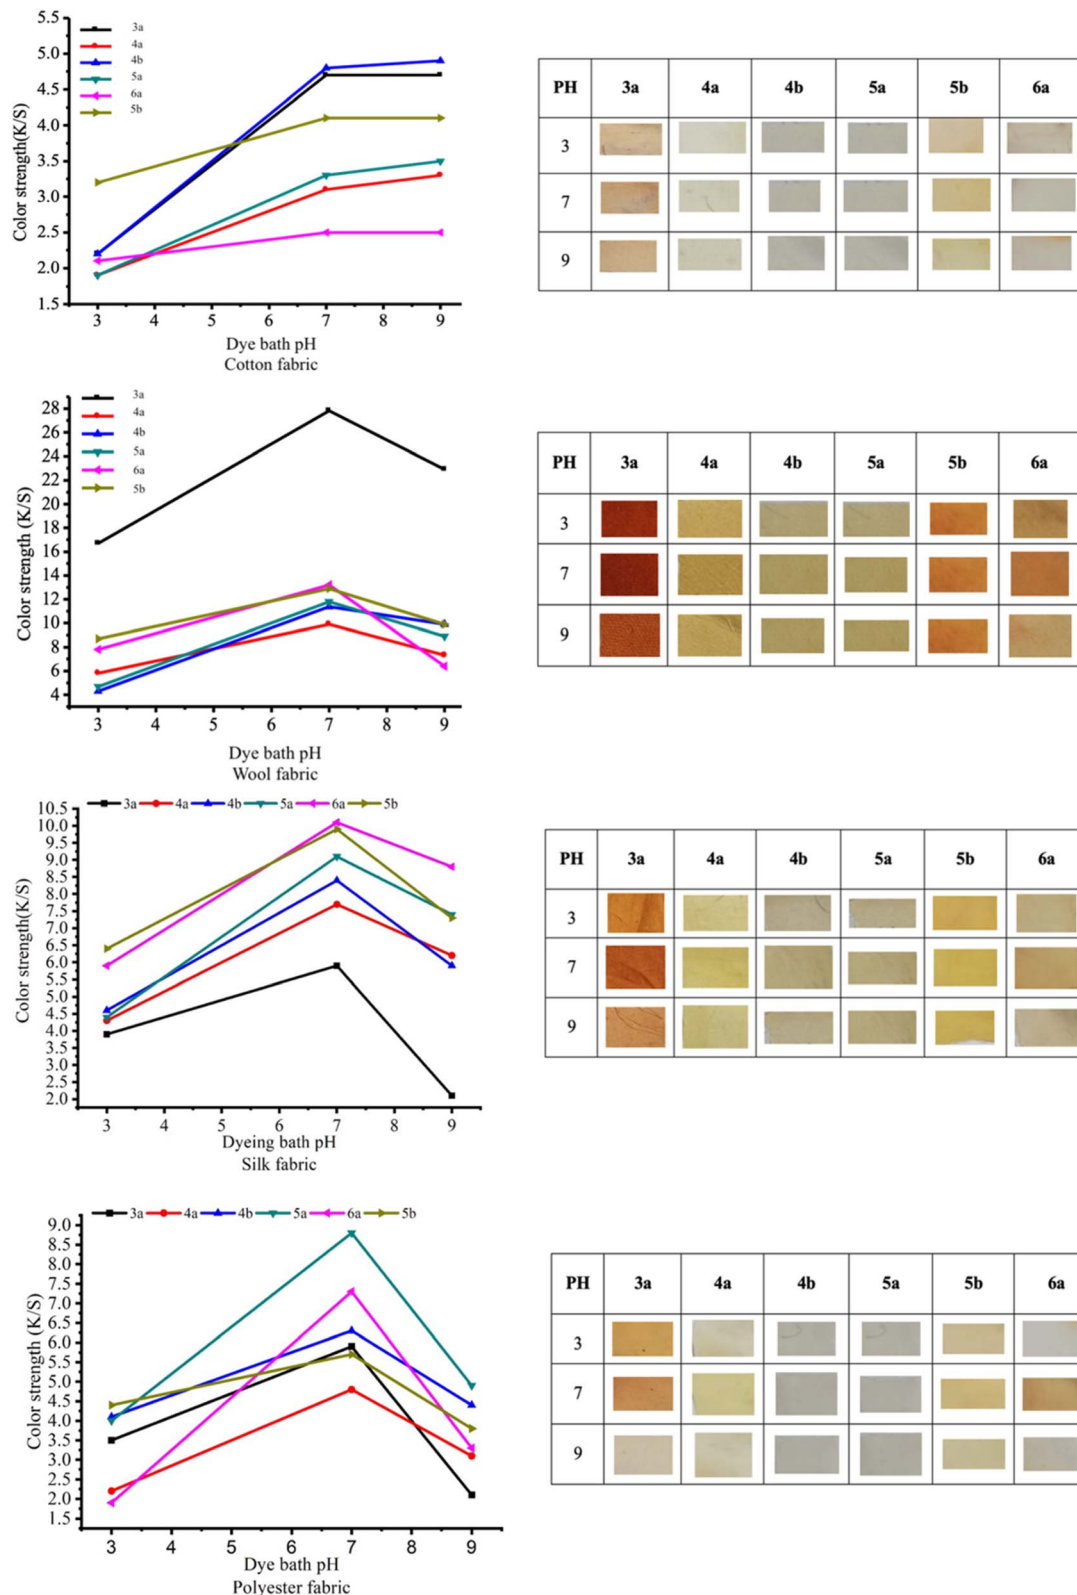 5.5
5.0
4.5
4.0
3.5
3.0
2.5
2.0
1.5
Color strength(K/S)
3a
4a
4b
5a
6a
5b
3 4 5 6 7 8 9
Dye bath pH
Cotton fabric
PH 3a 4a 4b 5a 5b 6a
3
7
9
28
26
24
22
20
18
16
14
12
10
8
6
4
Color strength (K/S)
3a
4a
4b
5a
6a
5b
3 4 5 6 7 8 9
Dye bath pH
Wool fabric
PH 3a 4a 4b 5a 5b 6a
3
7
9
3a 4a 4b 5a 6a 5b
10.5
10.0
9.5
9.0
8.5
8.0
7.5
7.0
6.5
6.0
5.5
5.0
4.5
4.0
3.5
3.0
2.5
2.0
Color strength(K/S)
3 4 5 6 7 8 9
Dyeing bath pH
Silk fabric
PH 3a 4a 4b 5a 5b 6a
3
7
9
3a 4a 4b 5a 6a 5b
9.0
8.5
8.0
7.5
7.0
6.5
6.0
5.5
5.0
4.5
4.0
3.5
3.0
2.5
2.0
1.5
Color strength (K/S)
3 4 5 6 7 8 9
Dye bath pH
Polyester fabric
PH 3a 4a 4b 5a 5b 6a
3
7
9